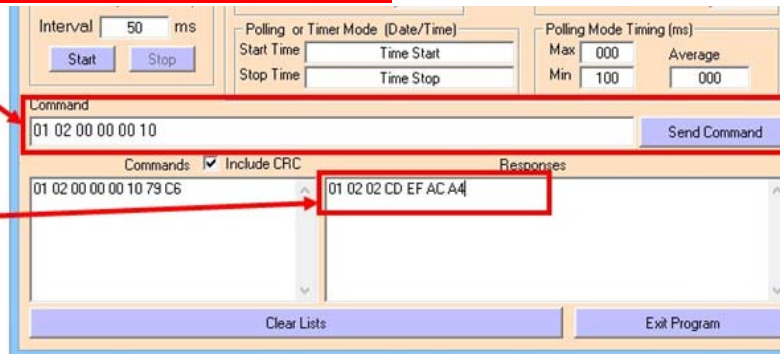 Interval 50 ms
Start Stop
Polling or Timer Mode (Date/Time)
Start Time Time Start
Stop Time Time Stop
Polling Mode Timing (ms)
Max 000 Average
Min 100 000
Command
01 02 00 00 00 10 Send Command
Commands Include CRC Responses
01 02 00 00 00 10 79 C6 01 02 02 CD EF AC A4
Clear Lists Exit Program